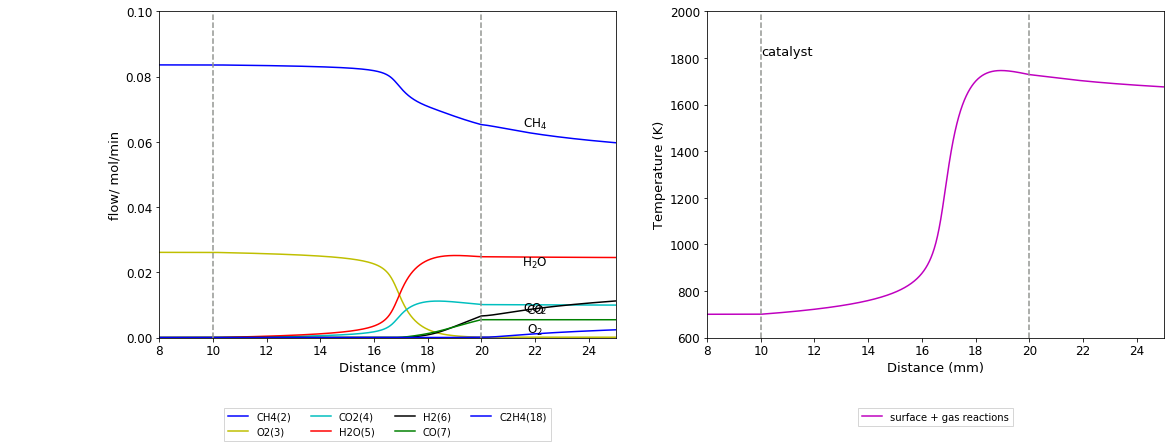 0.10
0.08
0.06
0.04
0.02
0.00
flow/ mol/min
CH4
H2O
CO2
O2
8 10 12 14 16 18 20 22 24
Distance (mm)
CH4(2) CO2(4) H2(6) C2H4(18)
O2(3) H2O(5) CO(7)
2000
1800
1600
1400
1200
1000
800
600
Temperature (K)
catalyst
8 10 12 14 16 18 20 22 24
Distance (mm)
surface + gas reactions